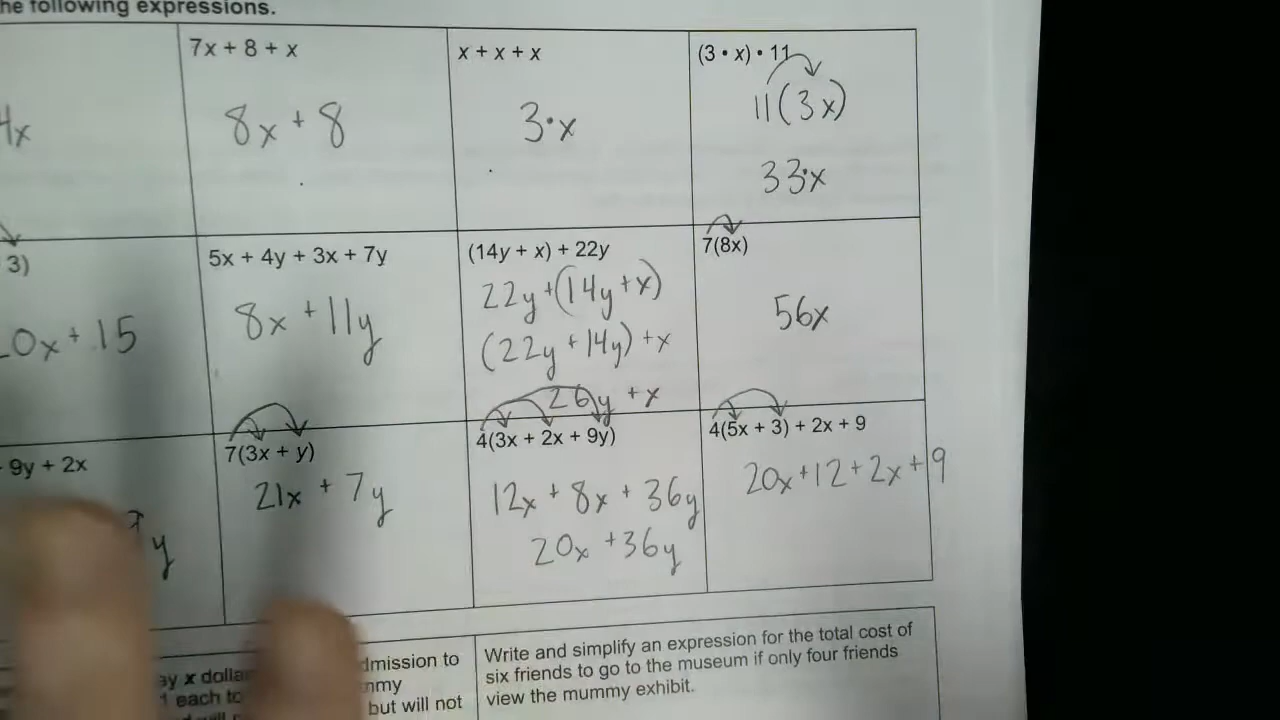 he following expressions.
7x + 8 + x
x + x + x
(3 • x) • 11
4x
8x + 8
3·x
11(3x)
33·x
3)
5x + 4y + 3x + 7y
(14y + x) + 22y
7(8x)
0x + 15
8x + 11y
22y + (14y + x)
(22y + 14y) + x
26y + x
56x
9y + 2x
7(3x + y)
4(3x + 2x + 9y)
4(5x + 3) + 2x + 9
y
21x + 7y
12x + 8x + 36y
20x + 36y
20x + 12 + 2x + 9
ay x dolla
dmission to
each to
but will not
Write and simplify an expression for the total cost of
six friends to go to the museum if only four friends
view the mummy exhibit.